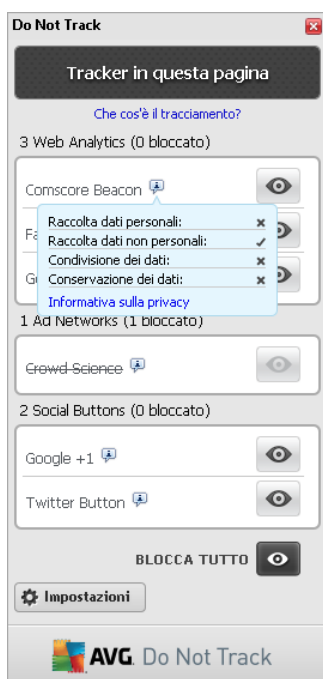 Do Not Track
Tracker in questa pagina
Che cos'è il tracciamento?
3 Web Analytics (0 bloccato)
Comscore Beacon
Raccolta dati personali:
Raccolta dati non personali:
Condivisione dei dati:
Conservazione dei dati:
Informativa sulla privacy
1 Ad Networks (1 bloccato)
Crowd Science
2 Social Buttons (0 bloccato)
Google +1
Twitter Button
BLOCCA TUTTO
Impostazioni
AVG. Do Not Track